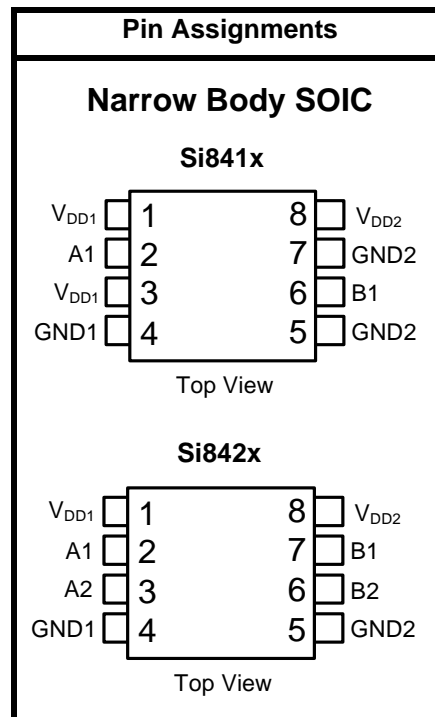 Pin Assignments
Narrow Body SOIC
Si841x
VDD1 1 8 VDD2
A1 2 7 GND2
VDD1 3 6 B1
GND1 4 5 GND2
Top View
Si842x
VDD1 1 8 VDD2
A1 2 7 B1
A2 3 6 B2
GND1 4 5 GND2
Top View